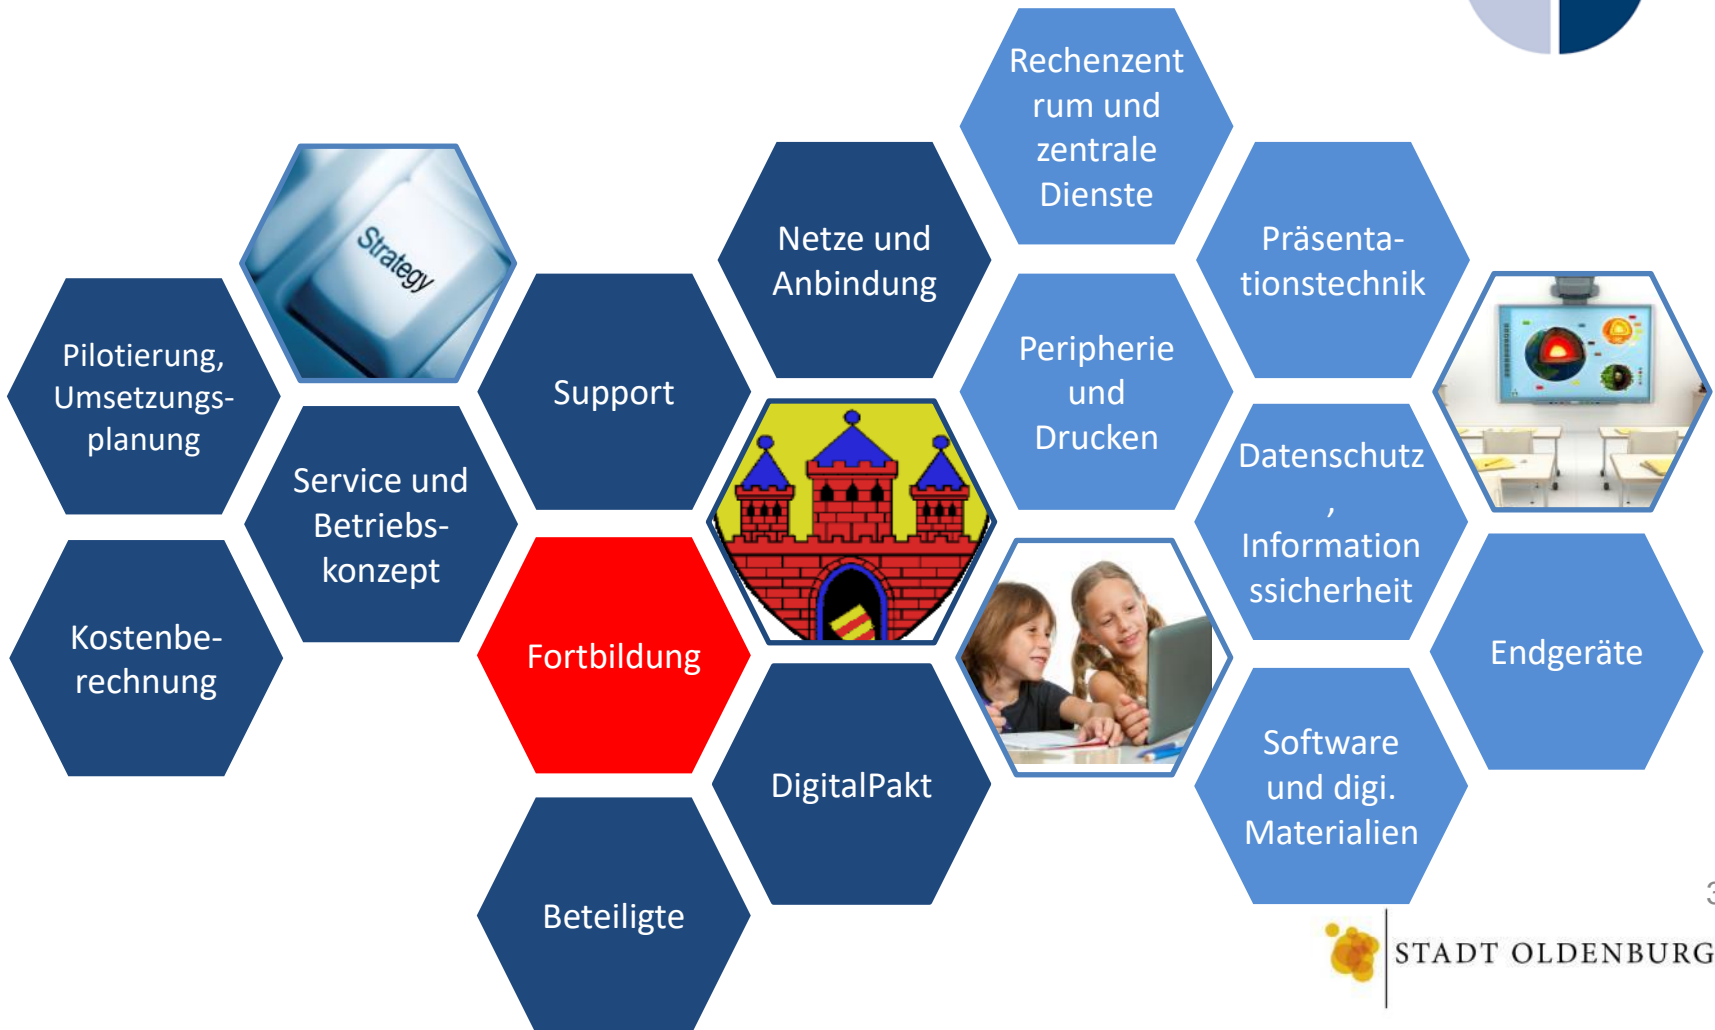 Rechenzent
rum und
zentrale
Dienste
Netze und
Anbindung
Präsenta-
tionstechnik
Strategy
Pilotierung,
Umsetzungs-
planung
Support
Peripherie
und
Drucken
Service und
Betriebs-
konzept
Datenschutz
,
Information
ssicherheit
Kostenbe-
rechnung
Fortbildung
Endgeräte
DigitalPakt
Software
und digi.
Materialien
Beteiligte
STADT OLDENBURG